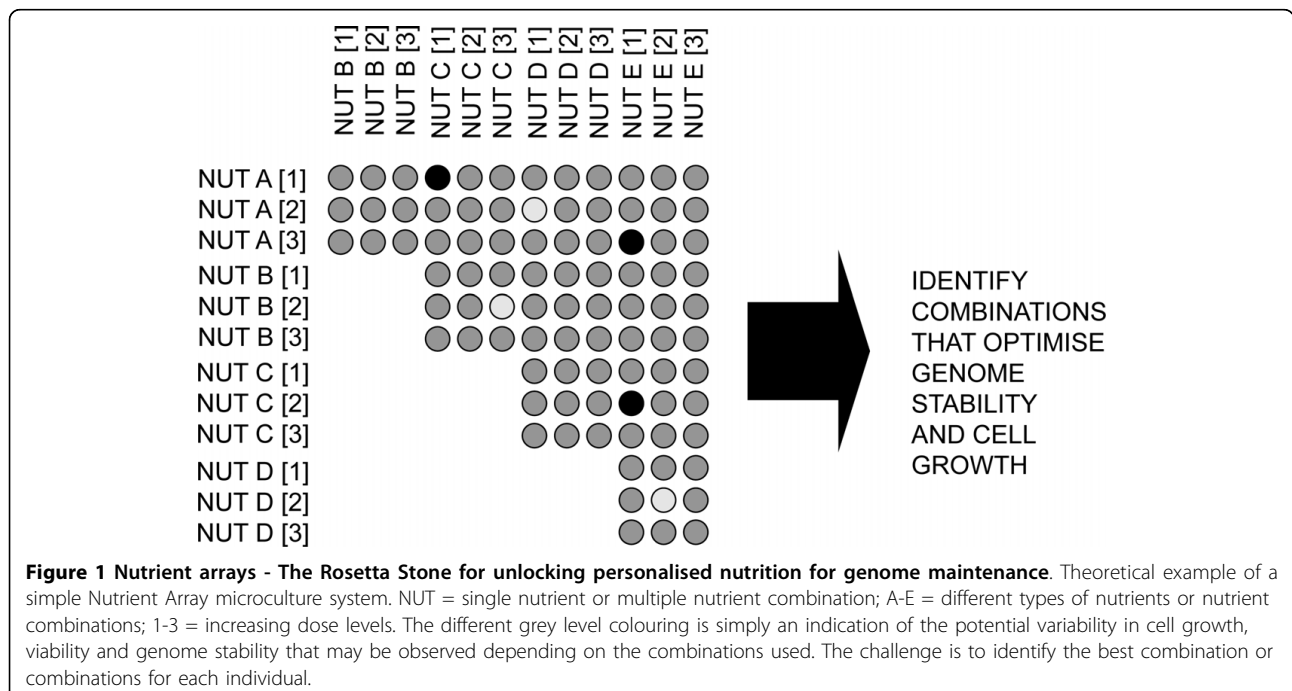 NUT B [1]
NUT B [2]
NUT B [3]
NUT C [1]
NUT C [2]
NUT C [3]
NUT D [1]
NUT D [2]
NUT D [3]
NUT E [1]
NUT E [2]
NUT E [3]
NUT A [1]
NUT A [2]
NUT A [3]
NUT B [1]
NUT B [2]
NUT B [3]
NUT C [1]
NUT C [2]
NUT C [3]
NUT D [1]
NUT D [2]
NUT D [3]
IDENTIFY
COMBINATIONS
THAT OPTIMISE
GENOME
STABILITY
AND CELL
GROWTH
Figure 1 Nutrient arrays - The Rosetta Stone for unlocking personalised nutrition for genome maintenance. Theoretical example of a
simple Nutrient Array microculture system. NUT = single nutrient or multiple nutrient combination; A-E = different types of nutrients or nutrient
combinations; 1-3 = increasing dose levels. The different grey level colouring is simply an indication of the potential variability in cell growth,
viability and genome stability that may be observed depending on the combinations used. The challenge is to identify the best combination or
combinations for each individual.